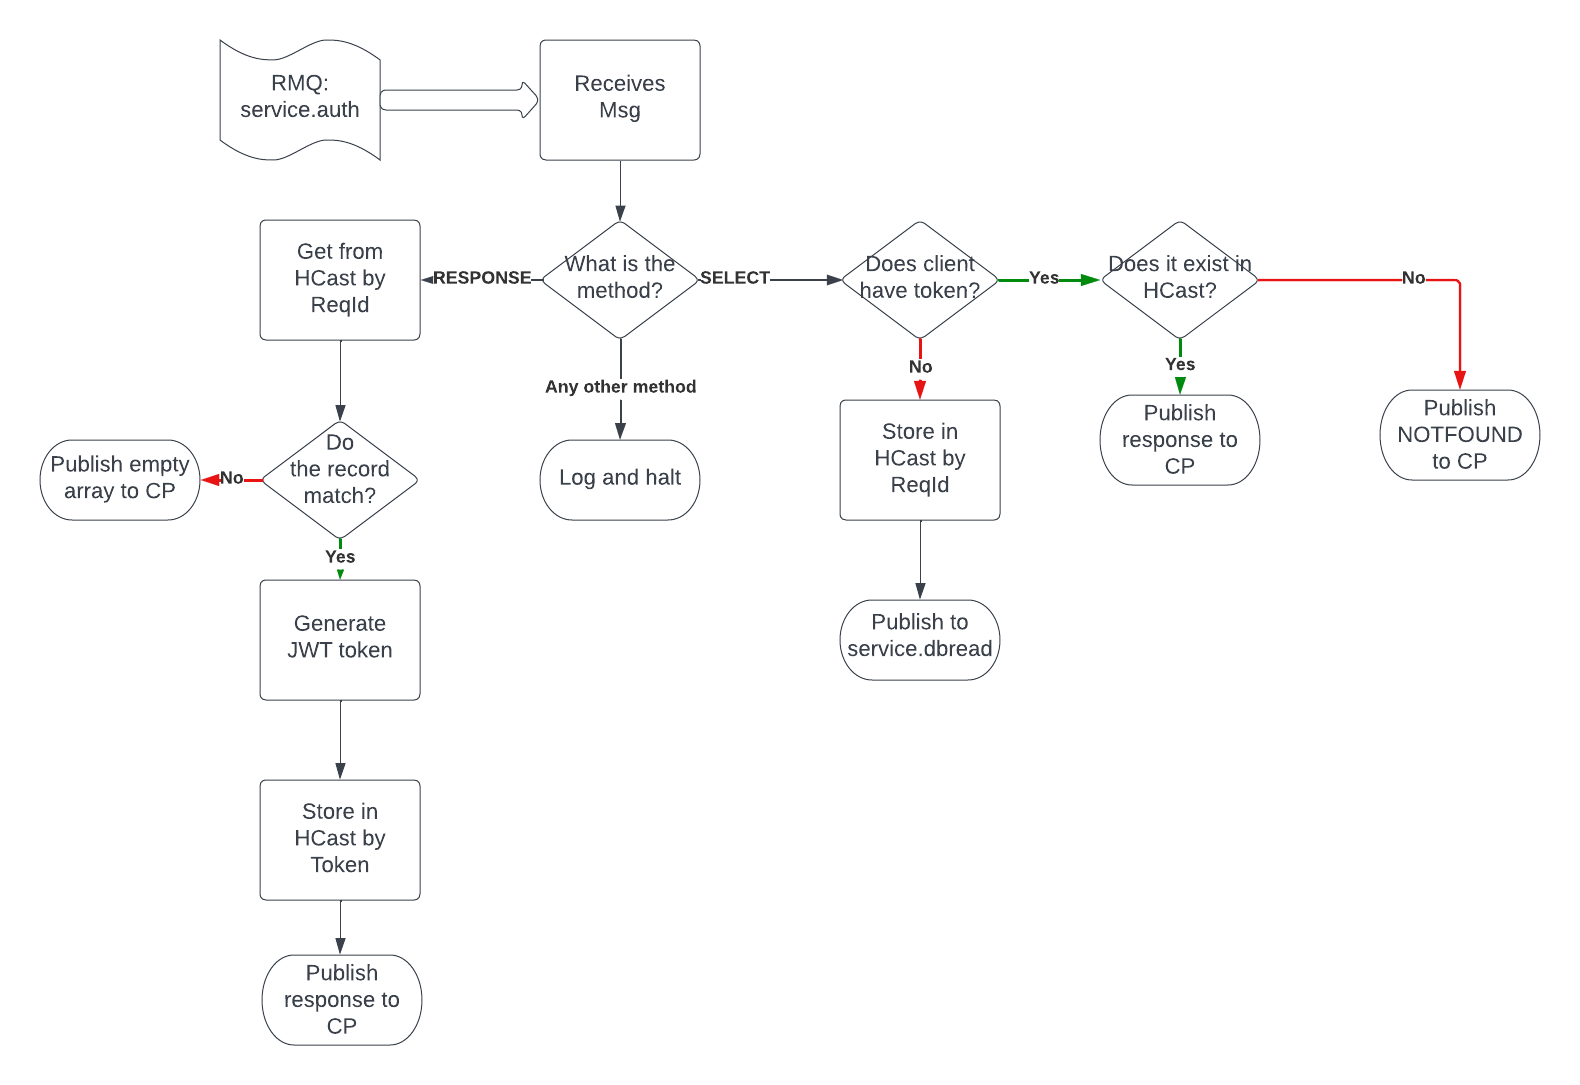 RMQ:
service.auth
Receives
Msg
Get from
HCast by
ReqId
RESPONSE
What is the
method?
SELECT
Does client
have token?
Yes
Does it exist in
HCast?
No
Any other method
No
Yes
Publish empty
array to CP
No
Do
the record
match?
Log and halt
Store in
HCast by
ReqId
Publish
response to
CP
Publish
NOTFOUND
to CP
Yes
Generate
JWT token
Publish to
service.dbread
Store in
HCast by
Token
Publish
response to
CP